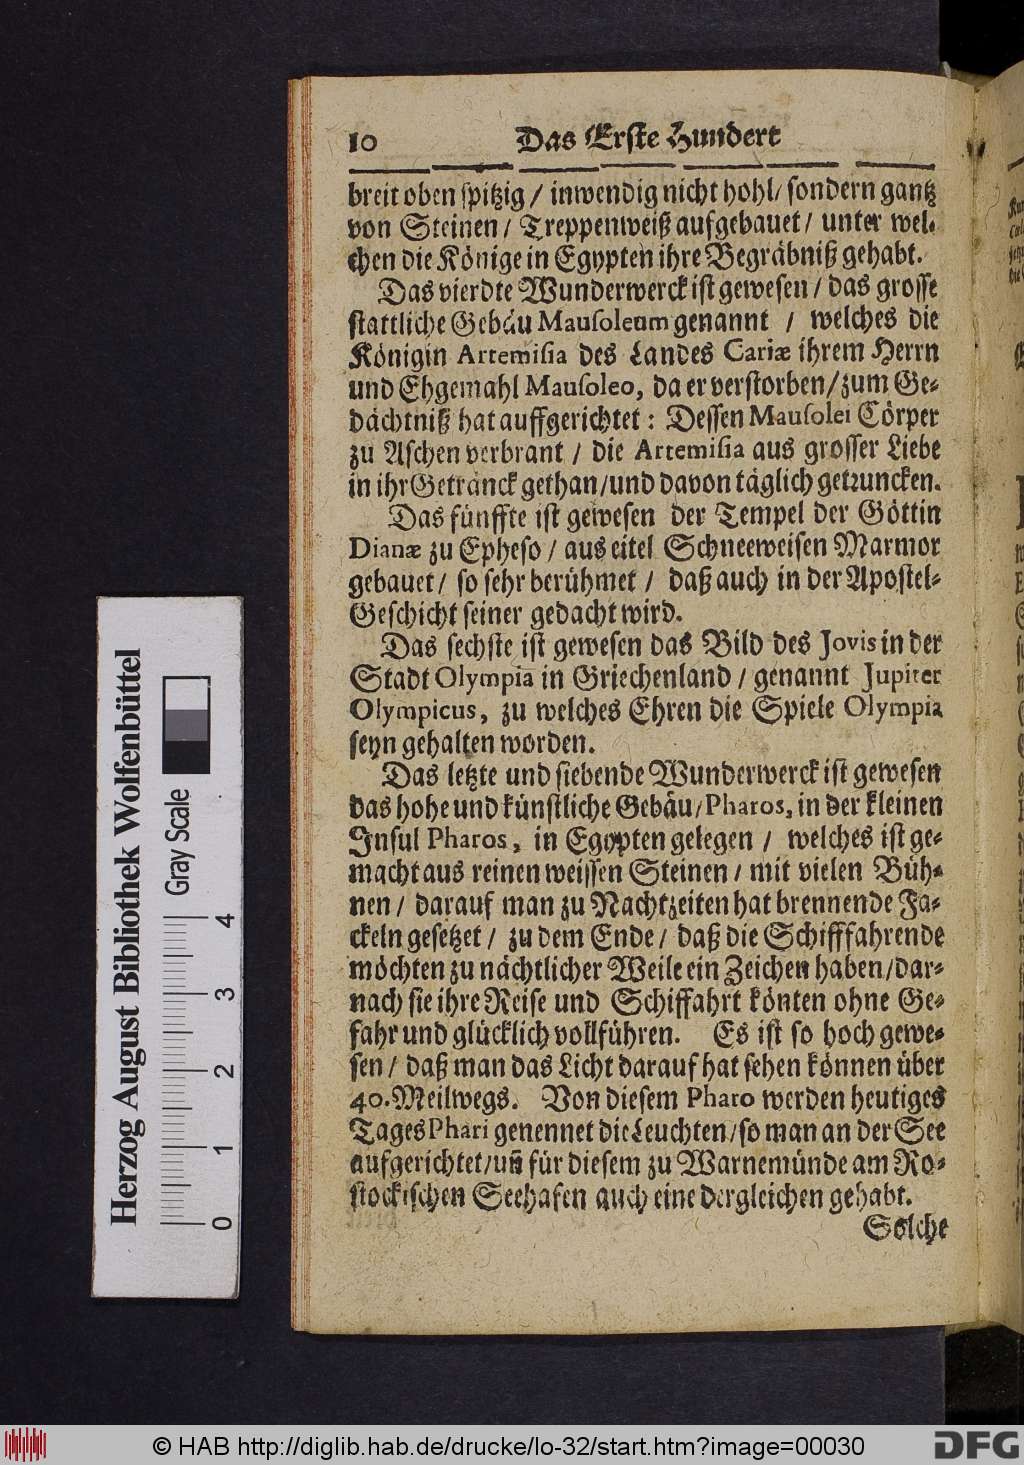 10 Das Erste Hundert
breit oben spitzig / inwendig nicht hohl / sondern gantz
von Steinen / Treppenweiß aufgebauet / unter wel-
chen die Könige in Egypten ihre Begräbniß gehabt.
Das vierdte Wunderwerck ist gewesen / das grosse
stattliche Gebäu Mausoleum genannt / welches die
Königin Artemisia des Landes Cariæ ihrem Herrn
und Ehgemahl Mausoleo, da er verstorben / zum Ge-
dächtniß hat auffgerichtet: Dessen Mausolei Cörper
zu Aschen verbrant / die Artemisia aus grosser Liebe
in ihr Getränck gethan / und davon täglich getruncken.
Das fünffte ist gewesen der Tempel der Göttin
Dianæ zu Epheso / aus eitel Schneeweisen Marmor
gebauet / so sehr berühmet / daß auch in der Apostel-
Geschicht seiner gedacht wird.
Das sechste ist gewesen das Bild des Jovis in der
Stadt Olympia in Griechenland / genannt Jupiter
Olympicus, zu welches Ehren die Spiele Olympia
seyn gehalten worden.
Das letzte und siebende Wunderwerck ist gewesen
das hohe und künstliche Gebäu / Pharos, in der kleinen
Insul Pharos, in Egypten gelegen / welches ist ge-
macht aus reinen weissen Steinen / mit vielen Büh-
nen / darauf man zu Nachtzeiten hat brennende Fa-
ckeln gesetzet / zu dem Ende / daß die Schifffahrende
möchten zu nächtlicher Weile ein Zeichen haben / dar-
nach sie ihre Reise und Schiffahrt könten ohne Ge-
fahr und glücklich vollführen. Es ist so hoch gewe-
sen / daß man das Licht darauf hat sehen können über
40. Meilwegs. Von diesem Pharo werden heutiges
Tages Phari genennet die Leuchten / so man an der See
aufgerichtet / uñ für diesem zu Warnemünde am Ro-
stockischen Seehafen auch eine dergleichen gehabt.
Solche
Herzog August Bibliothek Wolfenbüttel
Gray Scale
0 1 2 3 4
© HAB http://diglib.hab.de/drucke/lo-32/start.htm?image=00030
DFG